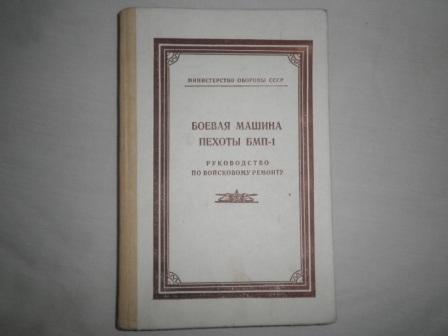 МИНИСТЕРСТВО ОБОРОНЫ СССР
БОЕВАЯ МАШИНА
ПЕХОТЫ БМП-1
РУКОВОДСТВО
ПО ВОЙСКОВОМУ РЕМОНТУ